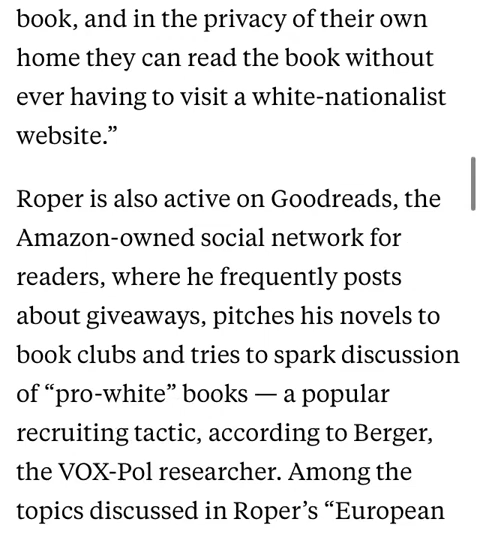 book, and in the privacy of their own
home they can read the book without
ever having to visit a white-nationalist
website.”
Roper is also active on Goodreads, the
Amazon-owned social network for
readers, where he frequently posts
about giveaways, pitches his novels to
book clubs and tries to spark discussion
of “pro-white” books — a popular
recruiting tactic, according to Berger,
the VOX-Pol researcher. Among the
topics discussed in Roper’s “European